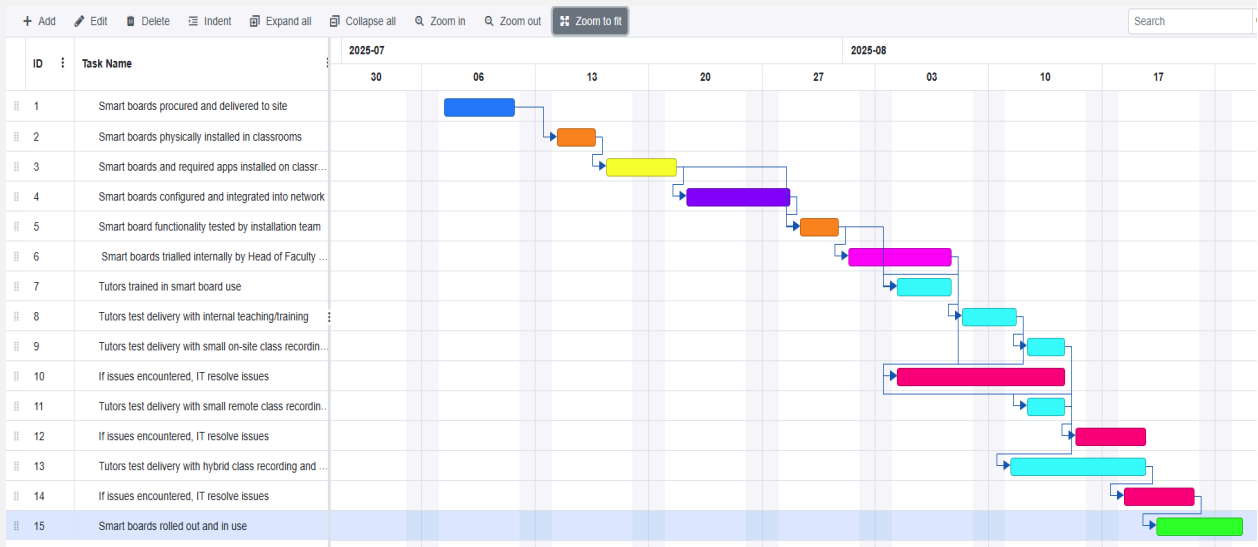 Add Edit Delete Indent Expand all Collapse all Zoom in Zoom out Zoom to fit Search
2025-07 2025-08
ID Task Name
30 06 13 20 27 03 10 17
1 Smart boards procured and delivered to site
2 Smart boards physically installed in classrooms
3 Smart boards and required apps installed on classr...
4 Smart boards configured and integrated into network
5 Smart board functionality tested by installation team
6 Smart boards trialled internally by Head of Faculty ...
7 Tutors trained in smart board use
8 Tutors test delivery with internal teaching/training
9 Tutors test delivery with small on-site class recordin...
10 If issues encountered, IT resolve issues
11 Tutors test delivery with small remote class recordin...
12 If issues encountered, IT resolve issues
13 Tutors test delivery with hybrid class recording and ...
14 If issues encountered, IT resolve issues
15 Smart boards rolled out and in use